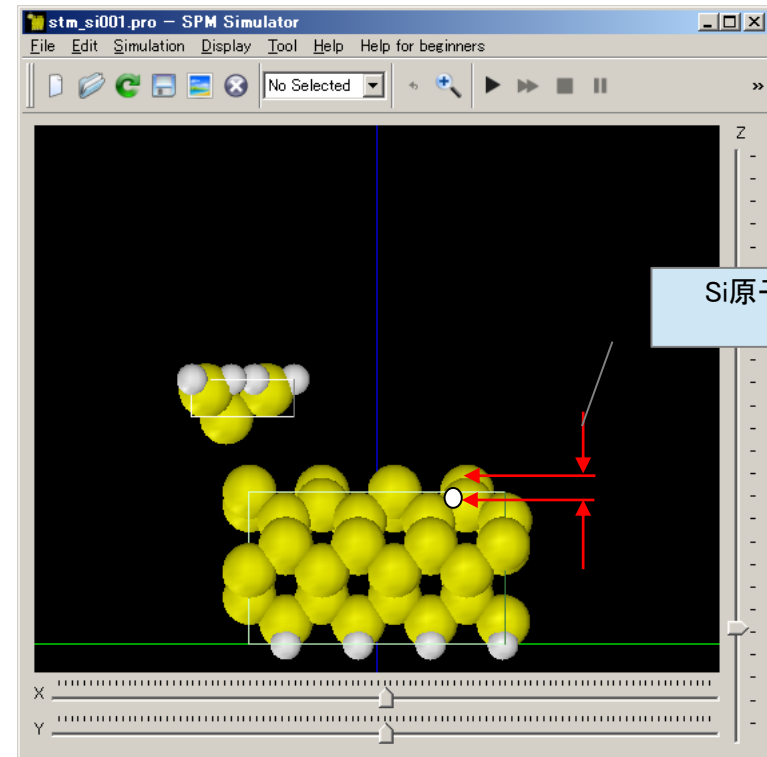 stm_si001.pro — SPM Simulator
File Edit Simulation Display Tool Help Help for beginners
No Selected
»
Z
Si原
X
Y